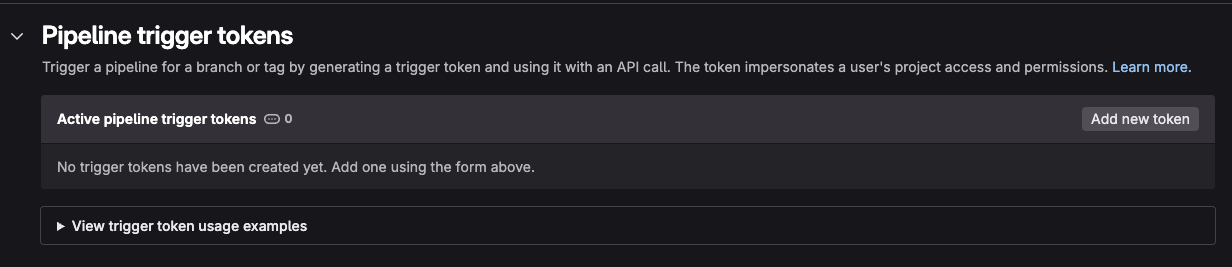 Pipeline trigger tokens
Trigger a pipeline for a branch or tag by generating a trigger token and using it with an API call. The token impersonates a user's project access and permissions. Learn more.
Active pipeline trigger tokens 0
Add new token
No trigger tokens have been created yet. Add one using the form above.
View trigger token usage examples